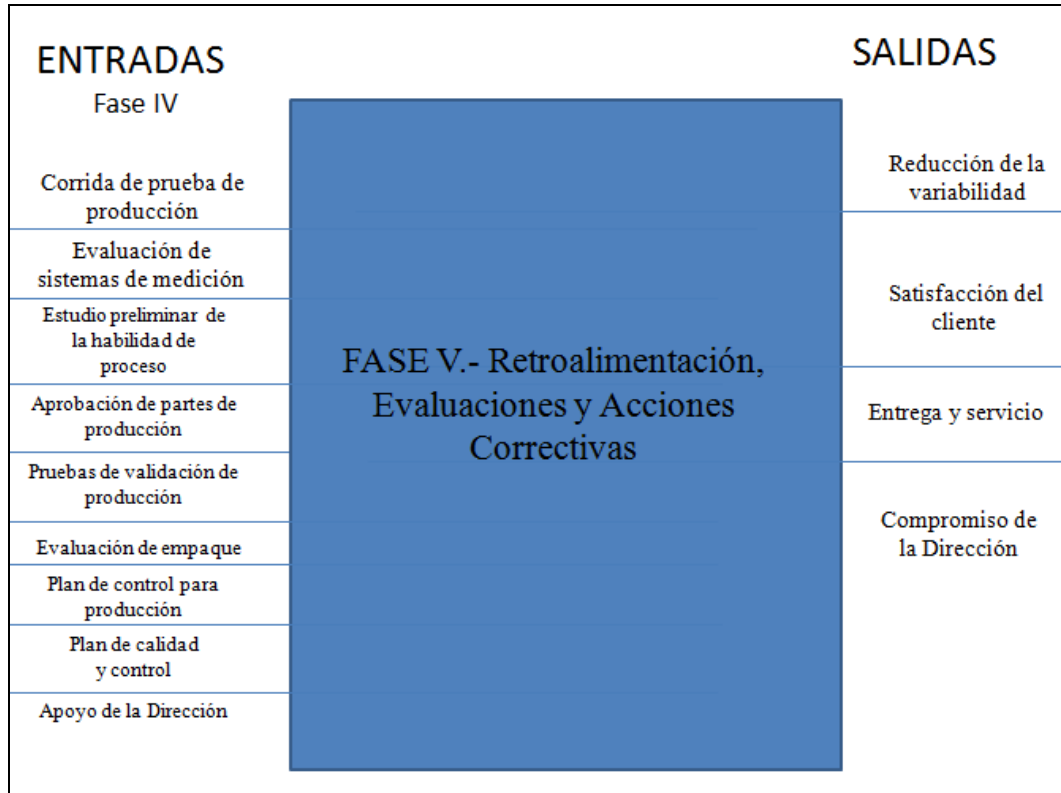 ENTRADAS
Fase IV
Corrida de prueba de
producción
Evaluación de
sistemas de medición
Estudio preliminar de
la habilidad de
proceso
Aprobación de partes de
producción
Pruebas de validación de
producción
Evaluación de empaque
Plan de control para
producción
Plan de calidad
y control
Apoyo de la Dirección
FASE V.- Retroalimentación,
Evaluaciones y Acciones
Correctivas
SALIDAS
Reducción de la
variabilidad
Satisfacción del
cliente
Entrega y servicio
Compromiso de
la Dirección